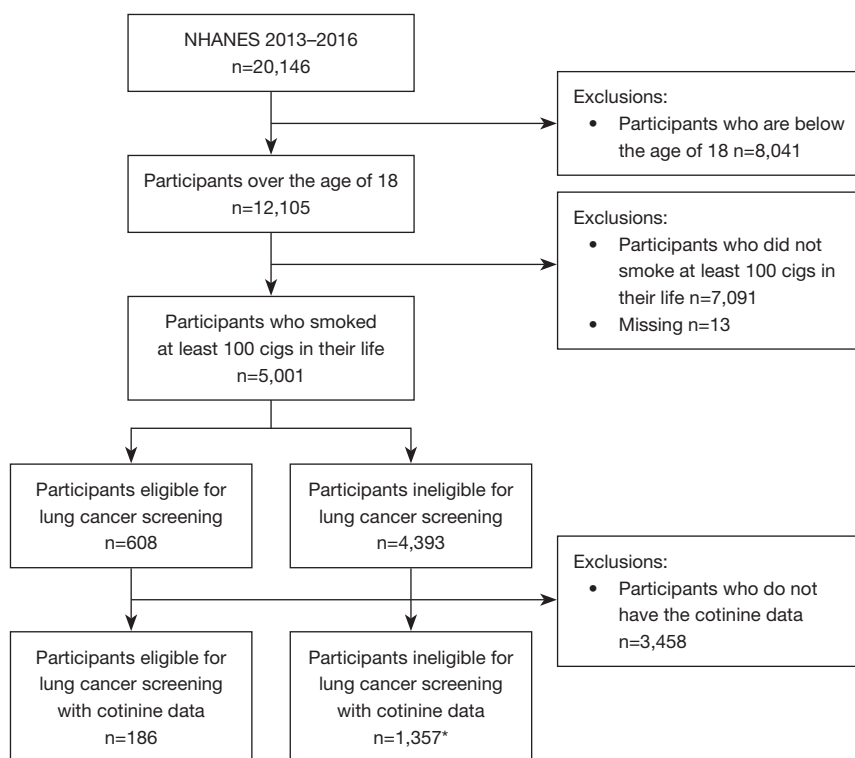 NHANES 2013–2016
n=20,146
Exclusions:
• Participants who are below
the age of 18 n=8,041
Participants over the age of 18
n=12,105
Exclusions:
• Participants who did not
smoke at least 100 cigs in
their life n=7,091
• Missing n=13
Participants who smoked
at least 100 cigs in their life
n=5,001
Participants eligible for
lung cancer screening
n=608
Participants ineligible for
lung cancer screening
n=4,393
Exclusions:
• Participants who do not
have the cotinine data
n=3,458
Participants eligible for
lung cancer screening
with cotinine data
n=186
Participants ineligible for
lung cancer screening
with cotinine data
n=1,357*